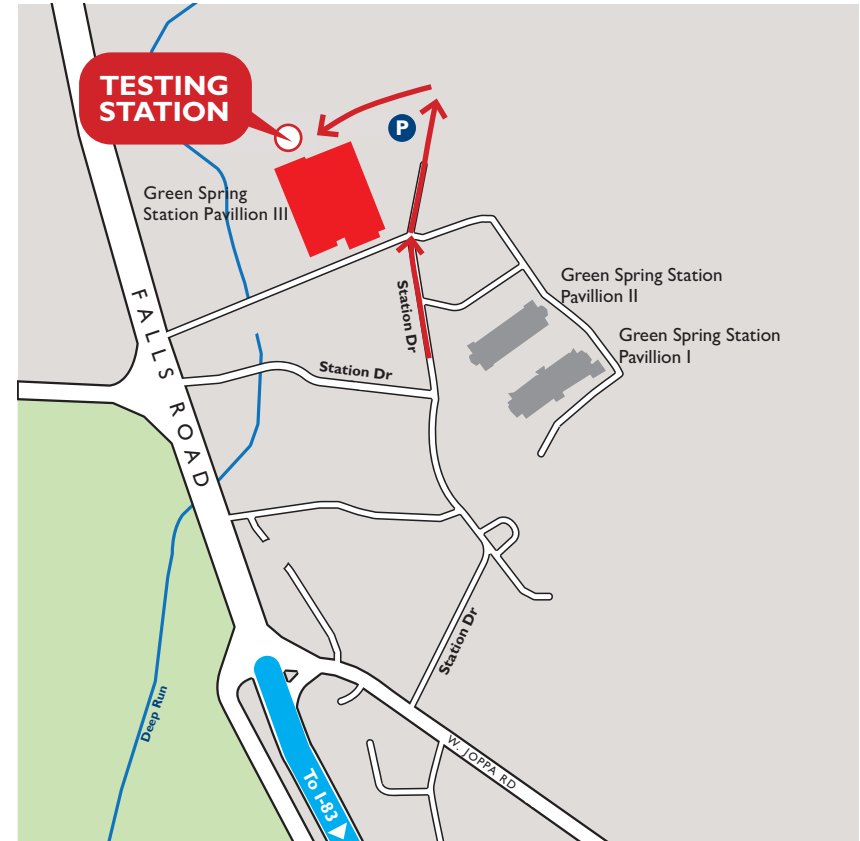 TESTING
STATION
P
Green Spring
Station Pavillion III
Green Spring Station
Pavillion II
Green Spring Station
Pavillion I
Station Dr
FALLS ROAD
Station Dr
Station Dr
Deep Run
To I-83
W. JOPPA RD